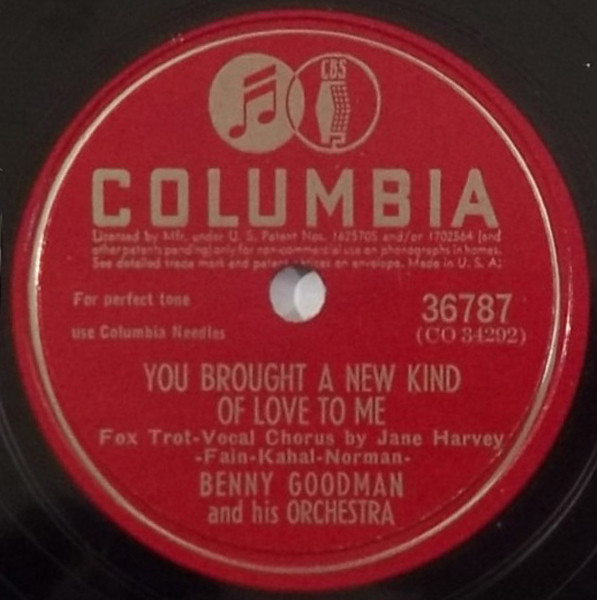 CBS
COLUMBIA
Licensed by Mfr. under U. S. Patent Nos. 1625705 and/or 1702564 (and
other patents pending) only for non-commercial use on phonographs in homes.
See detailed trade mark and patent notices on envelope. Made in U. S. A.
For perfect tone
use Columbia Needles
36787
(CO 34292)
YOU BROUGHT A NEW KIND
OF LOVE TO ME
Fox Trot-Vocal Chorus by Jane Harvey
-Fain-Kahal-Norman-
BENNY GOODMAN
and his ORCHESTRA